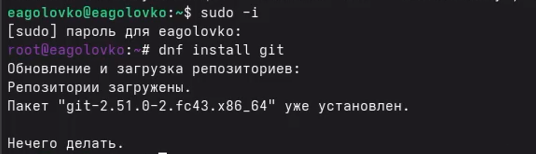 eagolovko@eagolovko:~$ sudo -i
[sudo] пароль для eagolovko:
root@eagolovko:~# dnf install git
Обновление и загрузка репозиториев:
Репозитории загружены.
Пакет "git-2.51.0-2.fc43.x86_64" уже установлен.
Нечего делать.